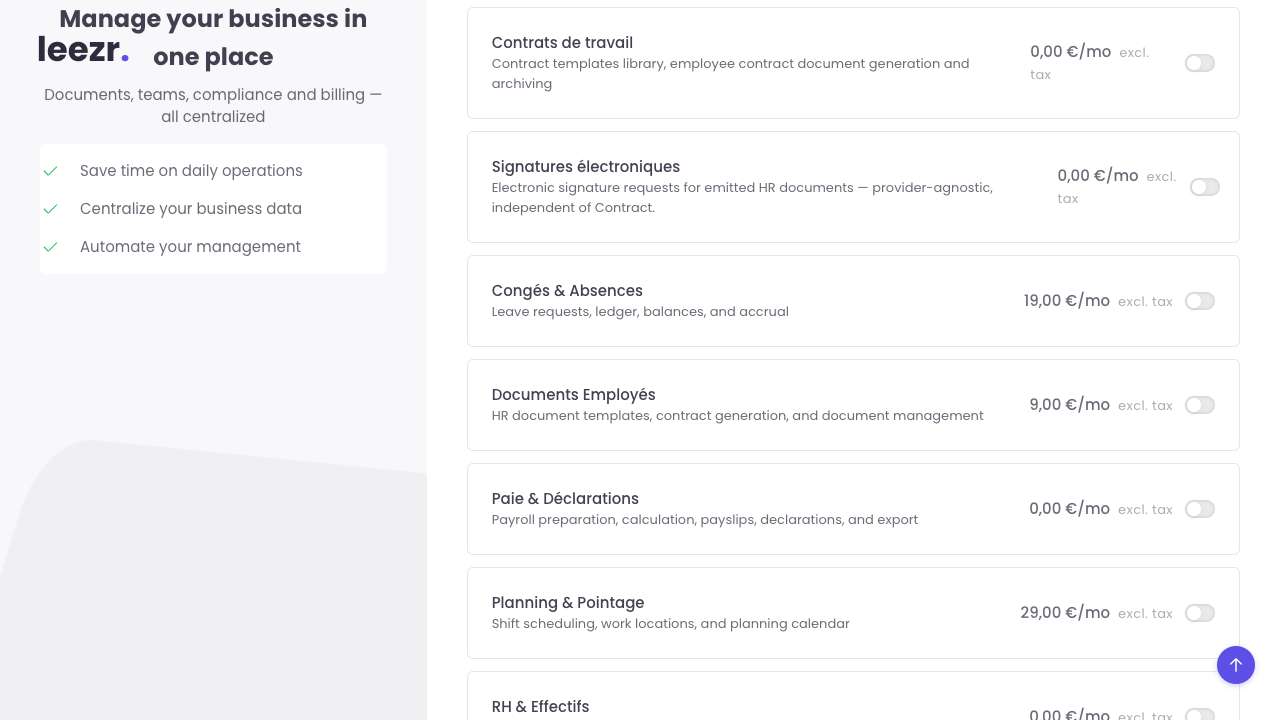 Manage your business in
leezr.
one place
Documents, teams, compliance and billing —
all centralized
Save time on daily operations
Centralize your business data
Automate your management
Contrats de travail
Contract templates library, employee contract document generation and
archiving
0,00 €/mo excl.
tax
Signatures électroniques
Electronic signature requests for emitted HR documents — provider-agnostic,
independent of Contract.
0,00 €/mo excl.
tax
Congés & Absences
Leave requests, ledger, balances, and accrual
19,00 €/mo excl. tax
Documents Employés
HR document templates, contract generation, and document management
9,00 €/mo excl. tax
Paie & Déclarations
Payroll preparation, calculation, payslips, declarations, and export
0,00 €/mo excl. tax
Planning & Pointage
Shift scheduling, work locations, and planning calendar
29,00 €/mo excl. tax
RH & Effectifs
0,00 €/mo excl. tax